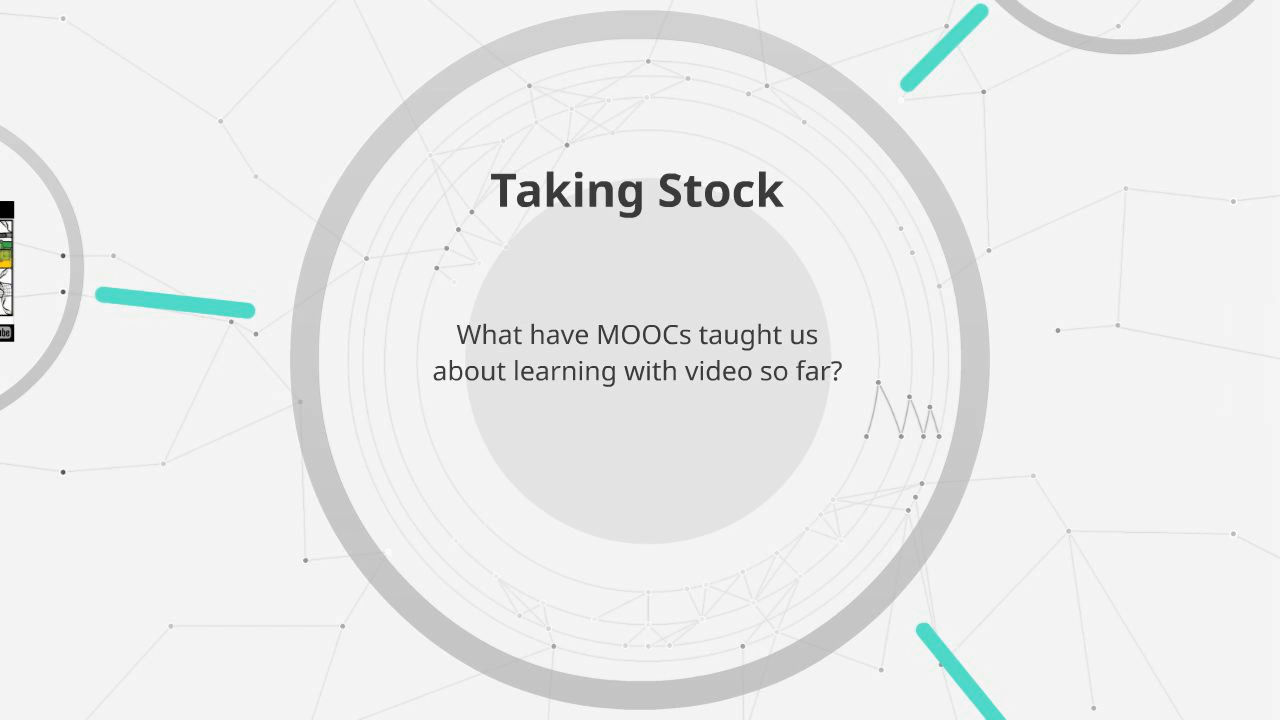 Taking Stock
What have MOOCs taught us
about learning with video so far?